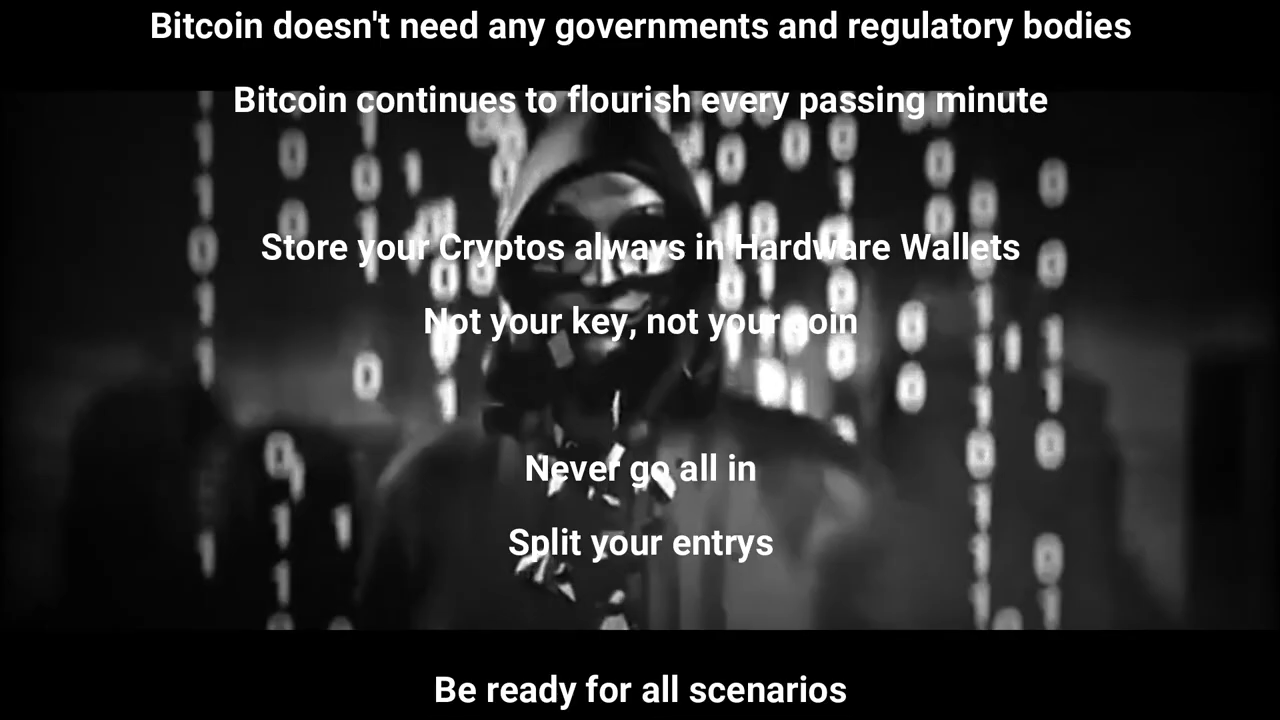 Bitcoin doesn't need any governments and regulatory bodies
Bitcoin continues to flourish every passing minute
Store your Cryptos always in Hardware Wallets
Not your key, not your coin
Never go all in
Split your entrys
Be ready for all scenarios